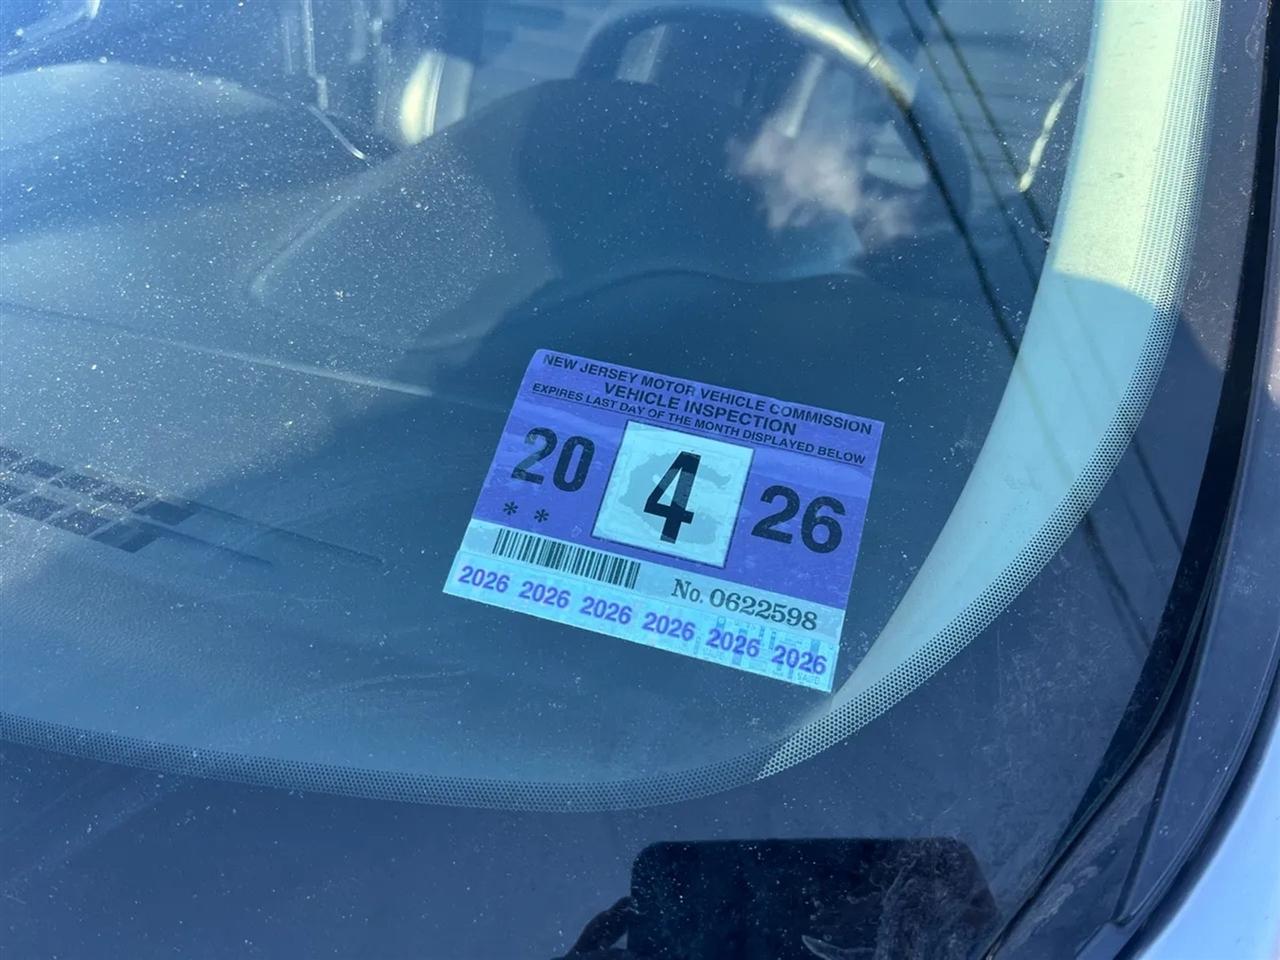 NEW JERSEY MOTOR VEHICLE COMMISSION
VEHICLE INSPECTION
EXPIRES LAST DAY OF THE MONTH DISPLAYED BELOW
20 4 26
* *
No. 0622598
2026 2026 2026 2026 2026 2026